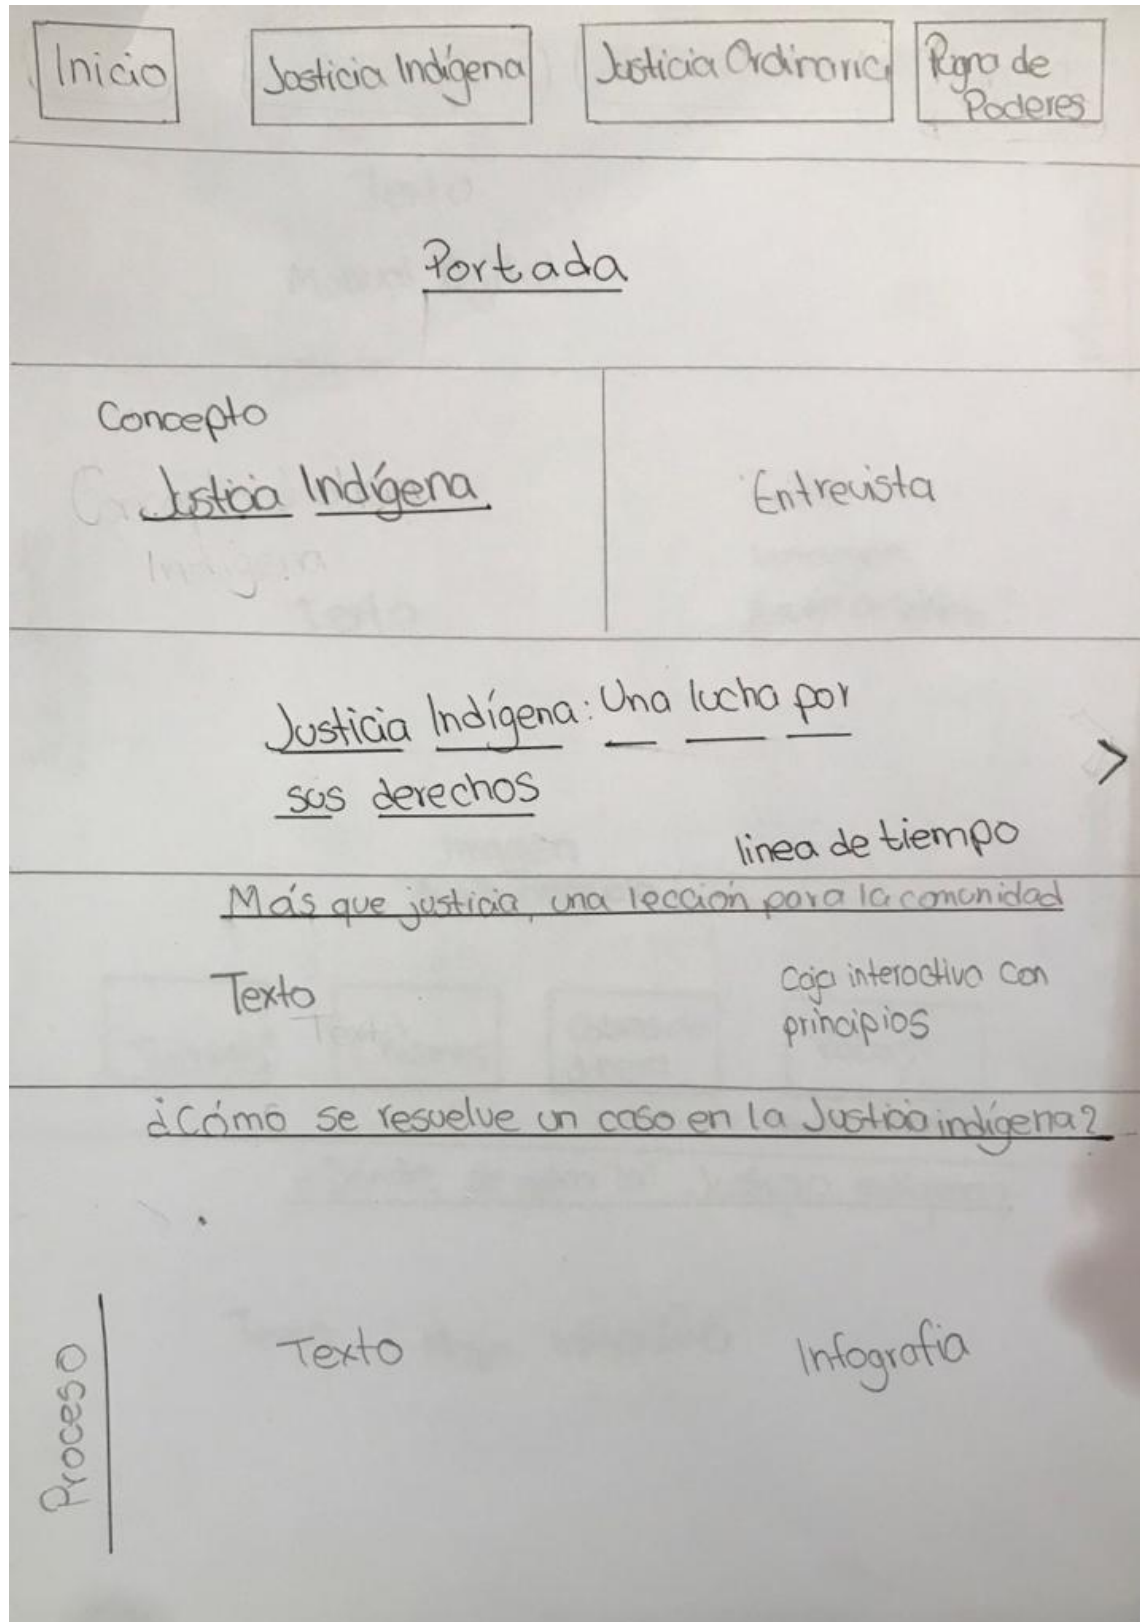 Inicio
Justicia Indígena
Justicia Ordinaria
Pugna de
Poderes
Portada
Concepto
Justicia Indígena
Entrevista
Justicia Indígena: Una lucha por
sus derechos
>
linea de tiempo
Más que justicia, una lección para la comunidad
Texto
Caja interactiva con
principios
¿Cómo se resuelve un caso en la Justicia indígena?
Proceso
Texto
Infografia